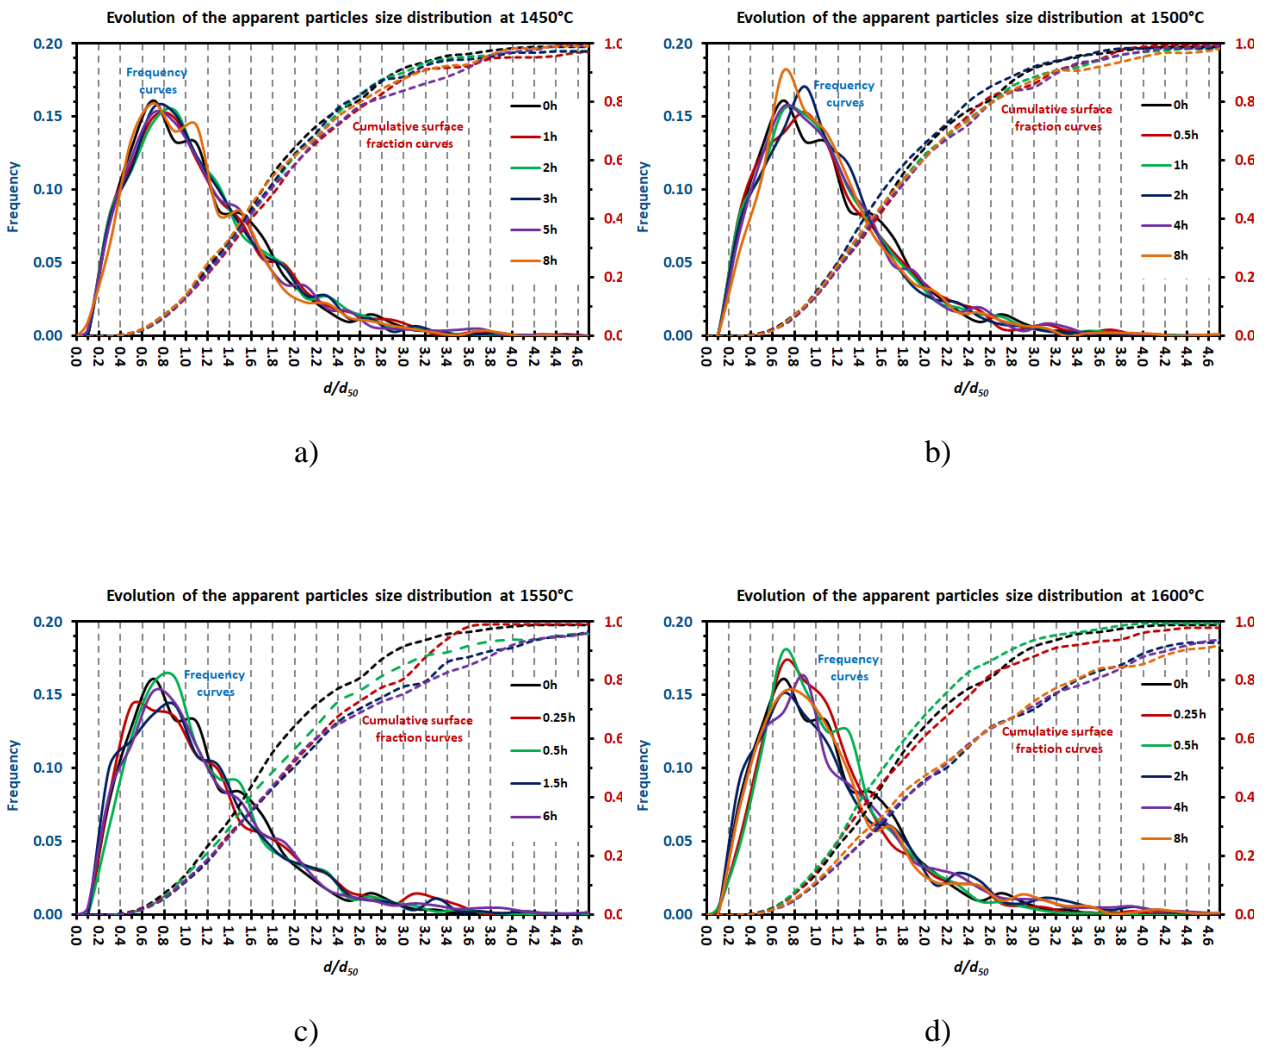 Evolution of the apparent particles size distribution at 1450°C
0.20
0.15
0.10
0.05
0.00
Frequency
Frequency
curves
Cumulative surface
fraction curves
0h
1h
2h
3h
5h
8h
1.0
0.8
0.6
0.4
0.2
0.0
0.0 0.2 0.4 0.6 0.8 1.0 1.2 1.4 1.6 1.8 2.0 2.2 2.4 2.6 2.8 3.0 3.2 3.4 3.6 3.8 4.0 4.2 4.4 4.6
d/d50
a)
Evolution of the apparent particles size distribution at 1500°C
0.20
0.15
0.10
0.05
0.00
Frequency
Frequency
curves
Cumulative surface
fraction curves
0h
0.5h
1h
2h
4h
8h
1.0
0.8
0.6
0.4
0.2
0.0
0.0 0.2 0.4 0.6 0.8 1.0 1.2 1.4 1.6 1.8 2.0 2.2 2.4 2.6 2.8 3.0 3.2 3.4 3.6 3.8 4.0 4.2 4.4 4.6
d/d50
b)
Evolution of the apparent particles size distribution at 1550°C
0.20
0.15
0.10
0.05
0.00
Frequency
Frequency
curves
Cumulative surface
fraction curves
0h
0.25h
0.5h
1.5h
6h
1.0
0.8
0.6
0.4
0.2
0.0
0.0 0.2 0.4 0.6 0.8 1.0 1.2 1.4 1.6 1.8 2.0 2.2 2.4 2.6 2.8 3.0 3.2 3.4 3.6 3.8 4.0 4.2 4.4 4.6
d/d50
c)
Evolution of the apparent particles size distribution at 1600°C
0.20
0.15
0.10
0.05
0.00
Frequency
Frequency
curves
Cumulative surface
fraction curves
0h
0.25h
0.5h
2h
4h
8h
1.0
0.8
0.6
0.4
0.2
0.0
0.0 0.2 0.4 0.6 0.8 1.0 1.2 1.4 1.6 1.8 2.0 2.2 2.4 2.6 2.8 3.0 3.2 3.4 3.6 3.8 4.0 4.2 4.4 4.6
d/d50
d)